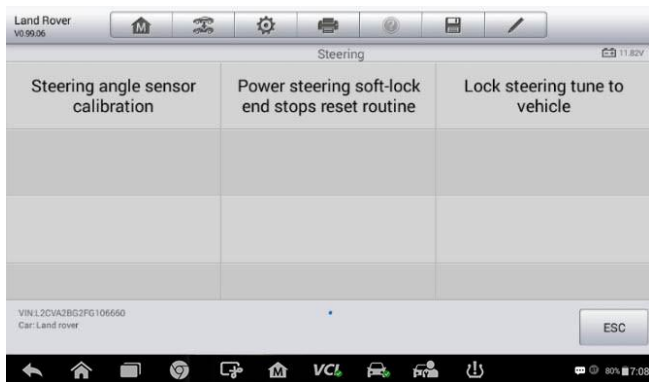 Land Rover
V0.99.06
M
Steering
11.82V
Steering angle sensor
calibration
Power steering soft-lock
end stops reset routine
Lock steering tune to
vehicle
VIN:L2CVA2BG2FG106660
Car: Land rover
ESC
M
VCI
80% 7:08